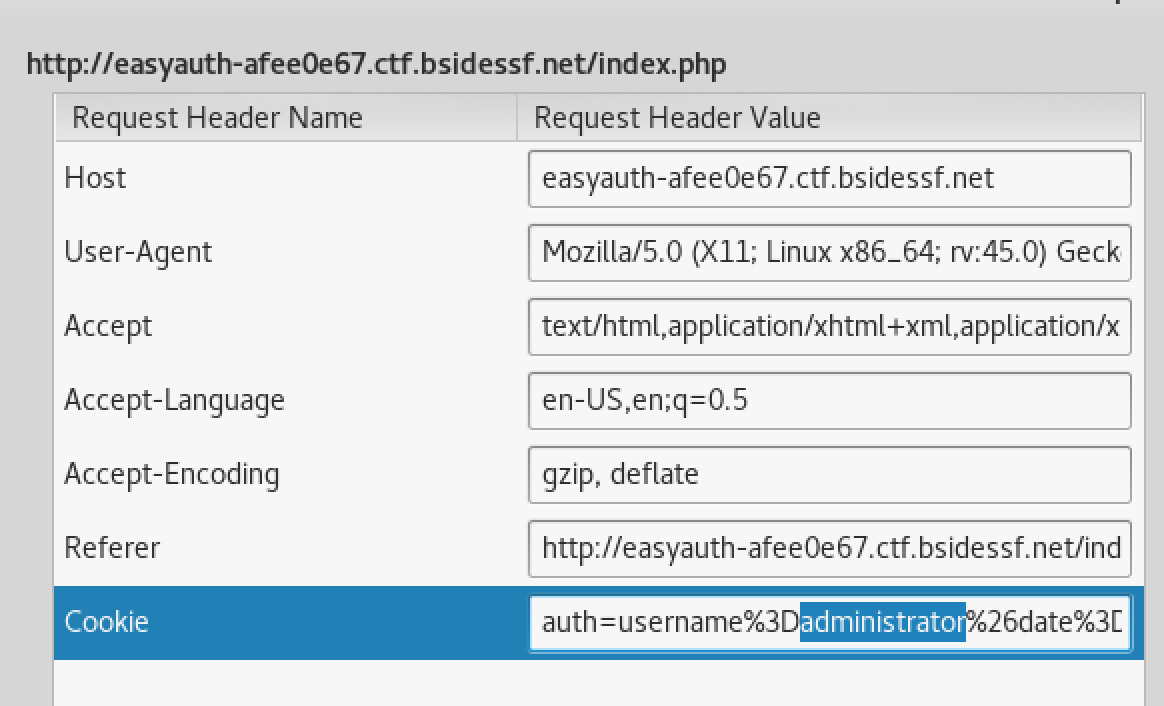 http://easyauth-afee0e67.ctf.bsidessf.net/index.php
Request Header Name Request Header Value
Host easyauth-afee0e67.ctf.bsidessf.net
User-Agent Mozilla/5.0 (X11; Linux x86_64; rv:45.0) Geck
Accept text/html,application/xhtml+xml,application/x
Accept-Language en-US,en;q=0.5
Accept-Encoding gzip, deflate
Referer http://easyauth-afee0e67.ctf.bsidessf.net/ind
Cookie auth=username%3Dadministrator%26date%3D